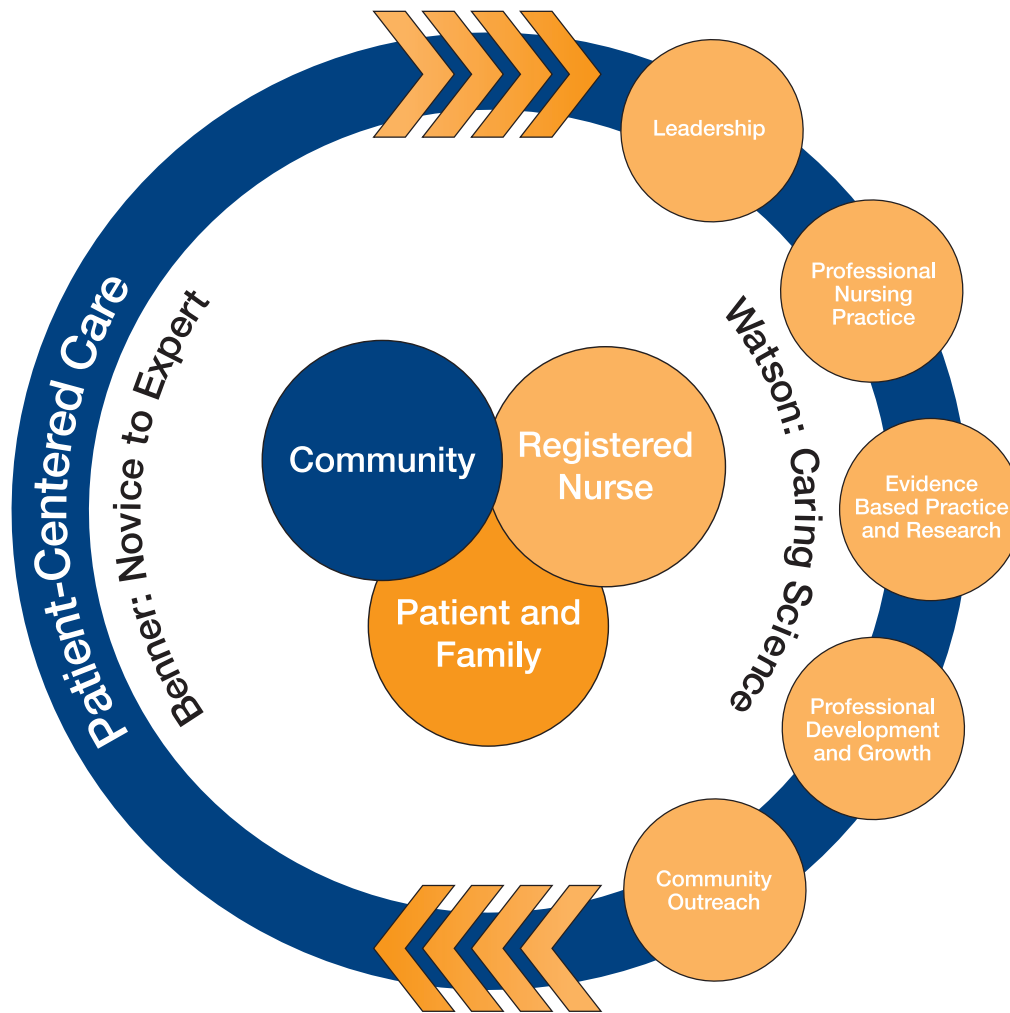 Patient-Centered Care
Benner: Novice to Expert
Community
Registered
Nurse
Patient and
Family
Watson: Caring Science
Leadership
Professional
Nursing
Practice
Evidence
Based Practice
and Research
Professional
Development
and Growth
Community
Outreach